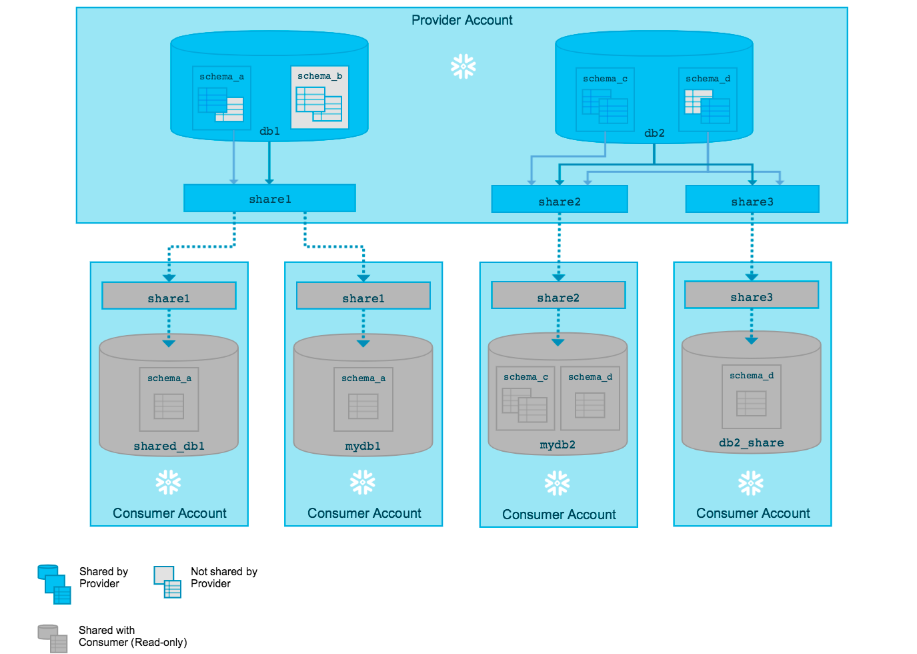 Provider Account
schema_a
schema_b
schema_c
schema_d
db1
db2
share1
share2
share3
share1
share1
share2
share3
schema_a
schema_a
schema_c
schema_d
schema_d
shared_db1
mydb1
mydb2
db2_share
Consumer Account
Consumer Account
Consumer Account
Consumer Account
Shared by
Provider
Not shared by
Provider
Shared with
Consumer (Read-only)